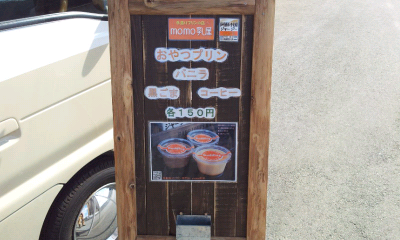 momo乳屋
おやつプリン
バニラ
黒ごま コーヒー
各150円